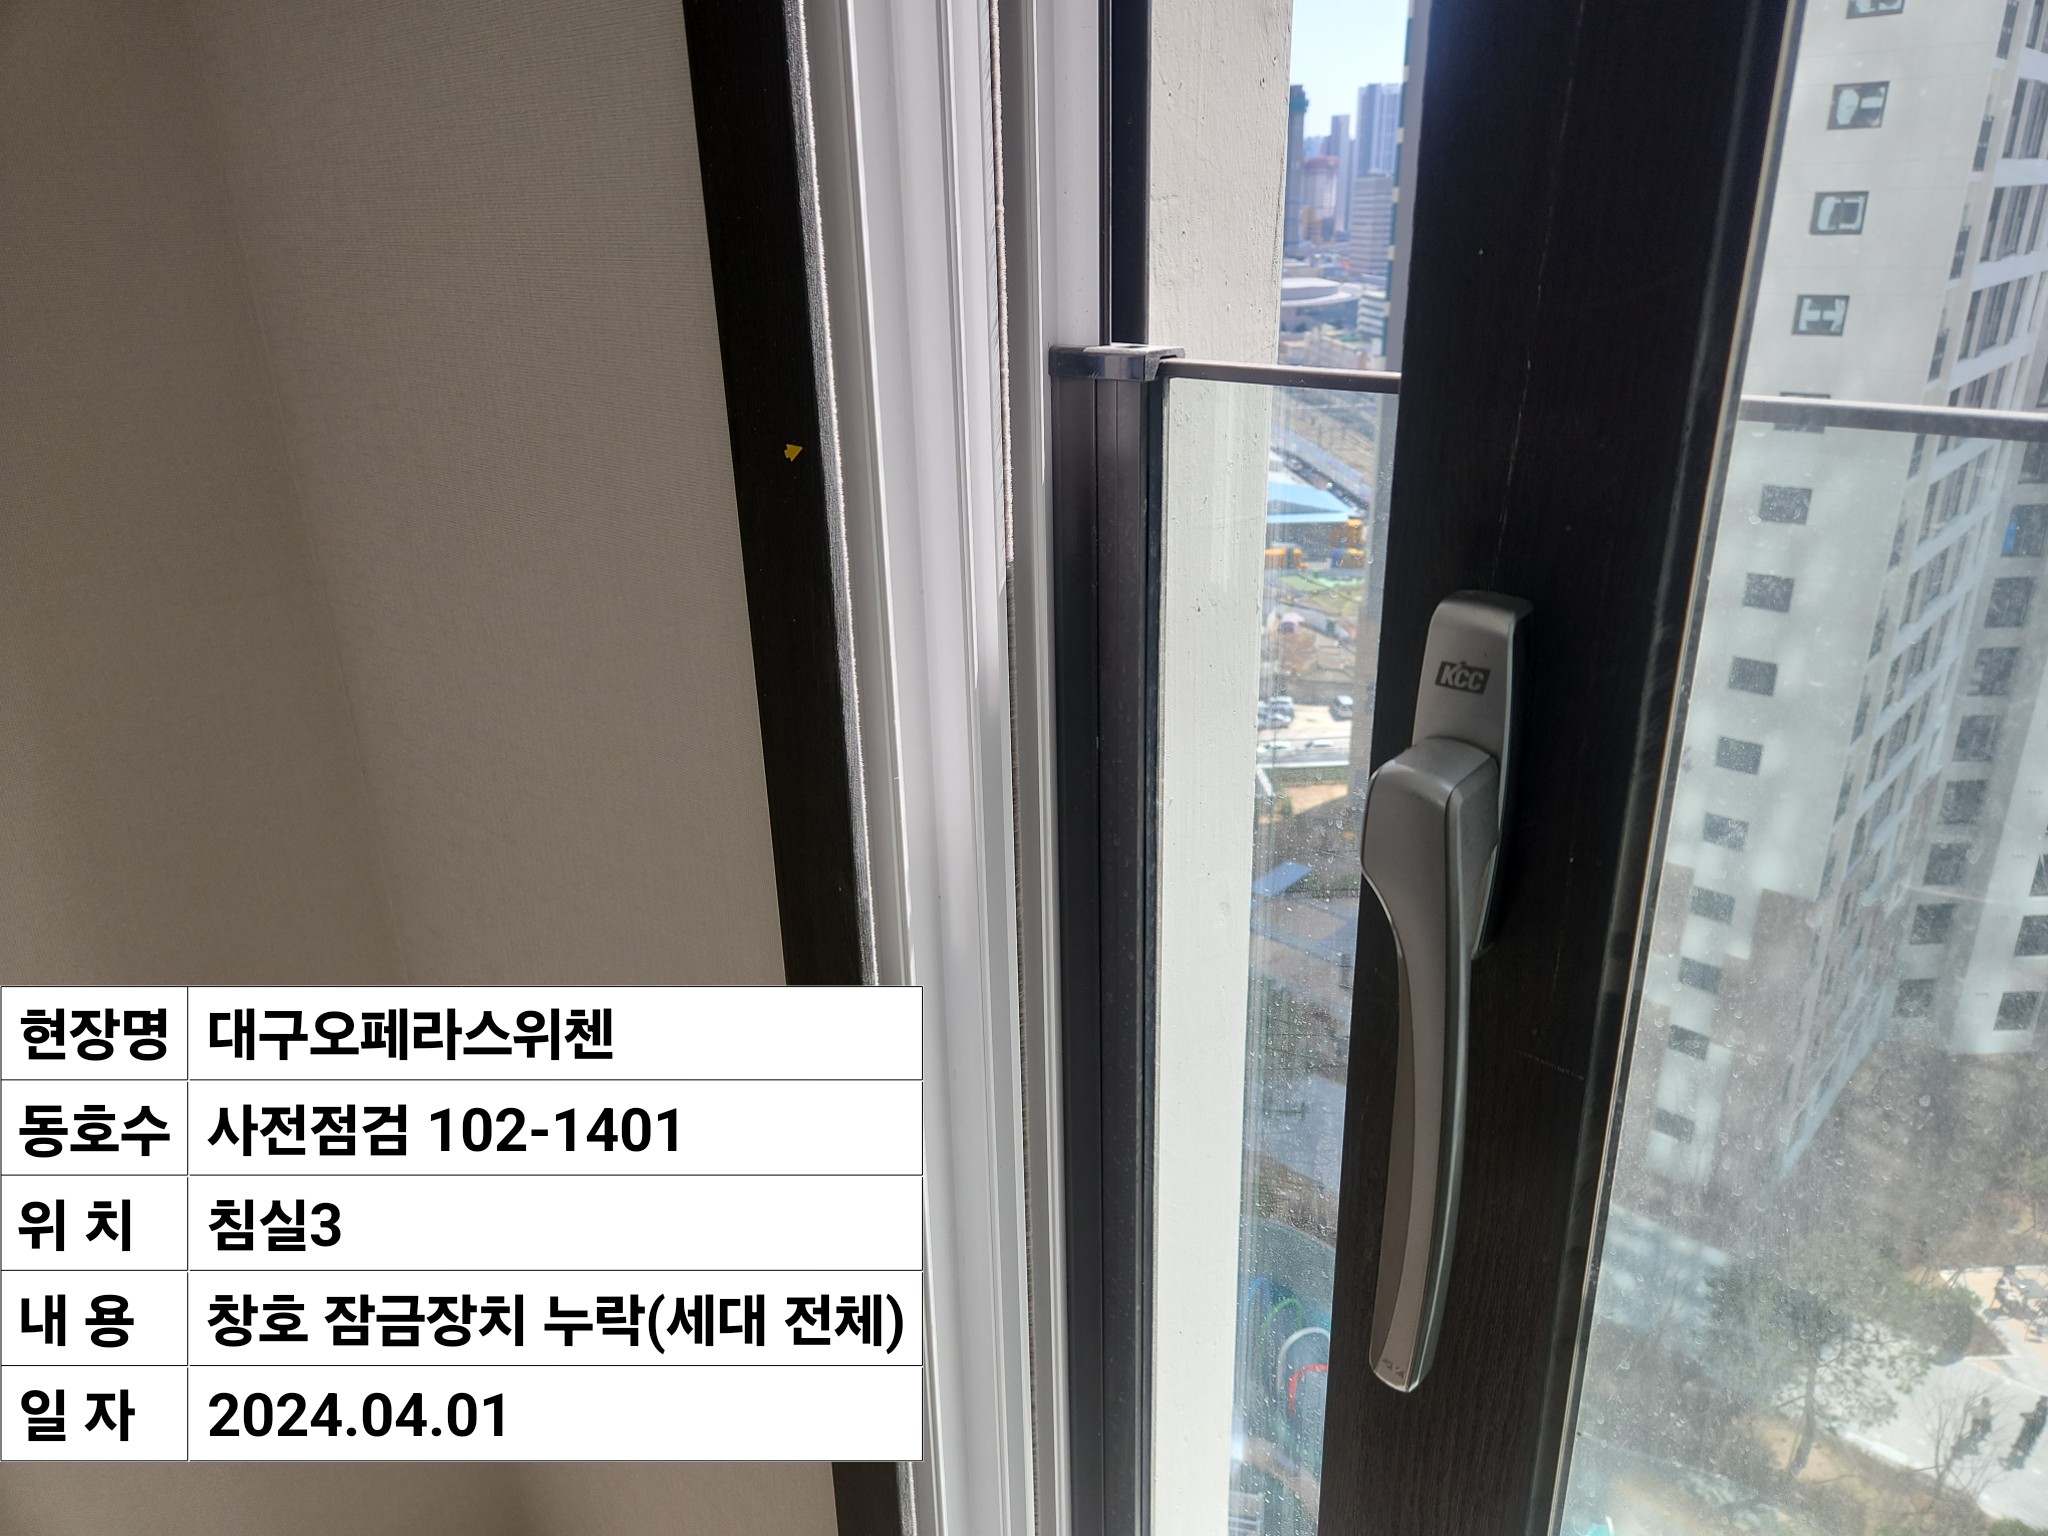 KCC
현장명 대구오페라스위첸
동호수 사전점검 102-1401
위 치 침실3
내 용 창호 잠금장치 누락(세대 전체)
일 자 2024.04.01